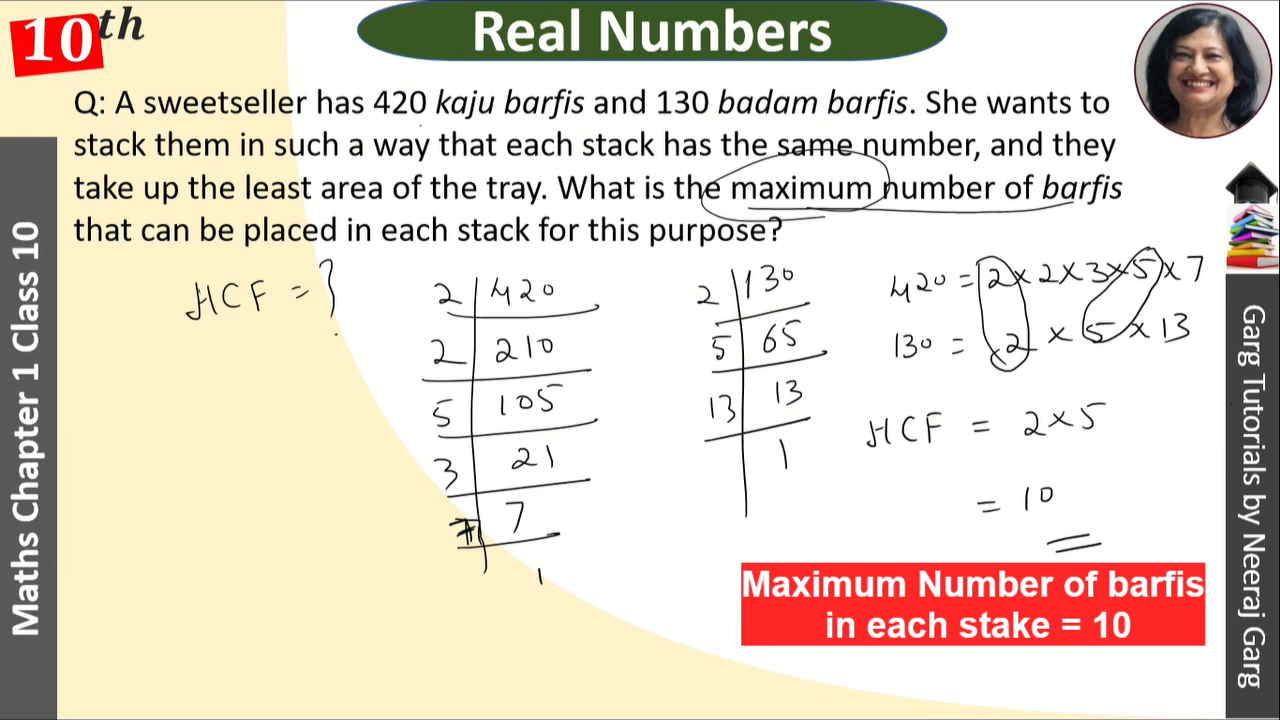 10th
Real Numbers
Q: A sweetseller has 420 kaju barfis and 130 badam barfis. She wants to
stack them in such a way that each stack has the same number, and they
take up the least area of the tray. What is the maximum number of barfis
that can be placed in each stack for this purpose?
HCF = ?
2 | 420
2 | 210
5 | 105
3 | 21
7 | 7
1
2 | 130
5 | 65
13 | 13
1
420 = 2 × 2 × 3 × 5 × 7
130 = 2 × 5 × 13
HCF = 2 × 5
= 10
Maximum Number of barfis
in each stake = 10
Maths Chapter 1 Class 10
Garg Tutorials by Neeraj Garg